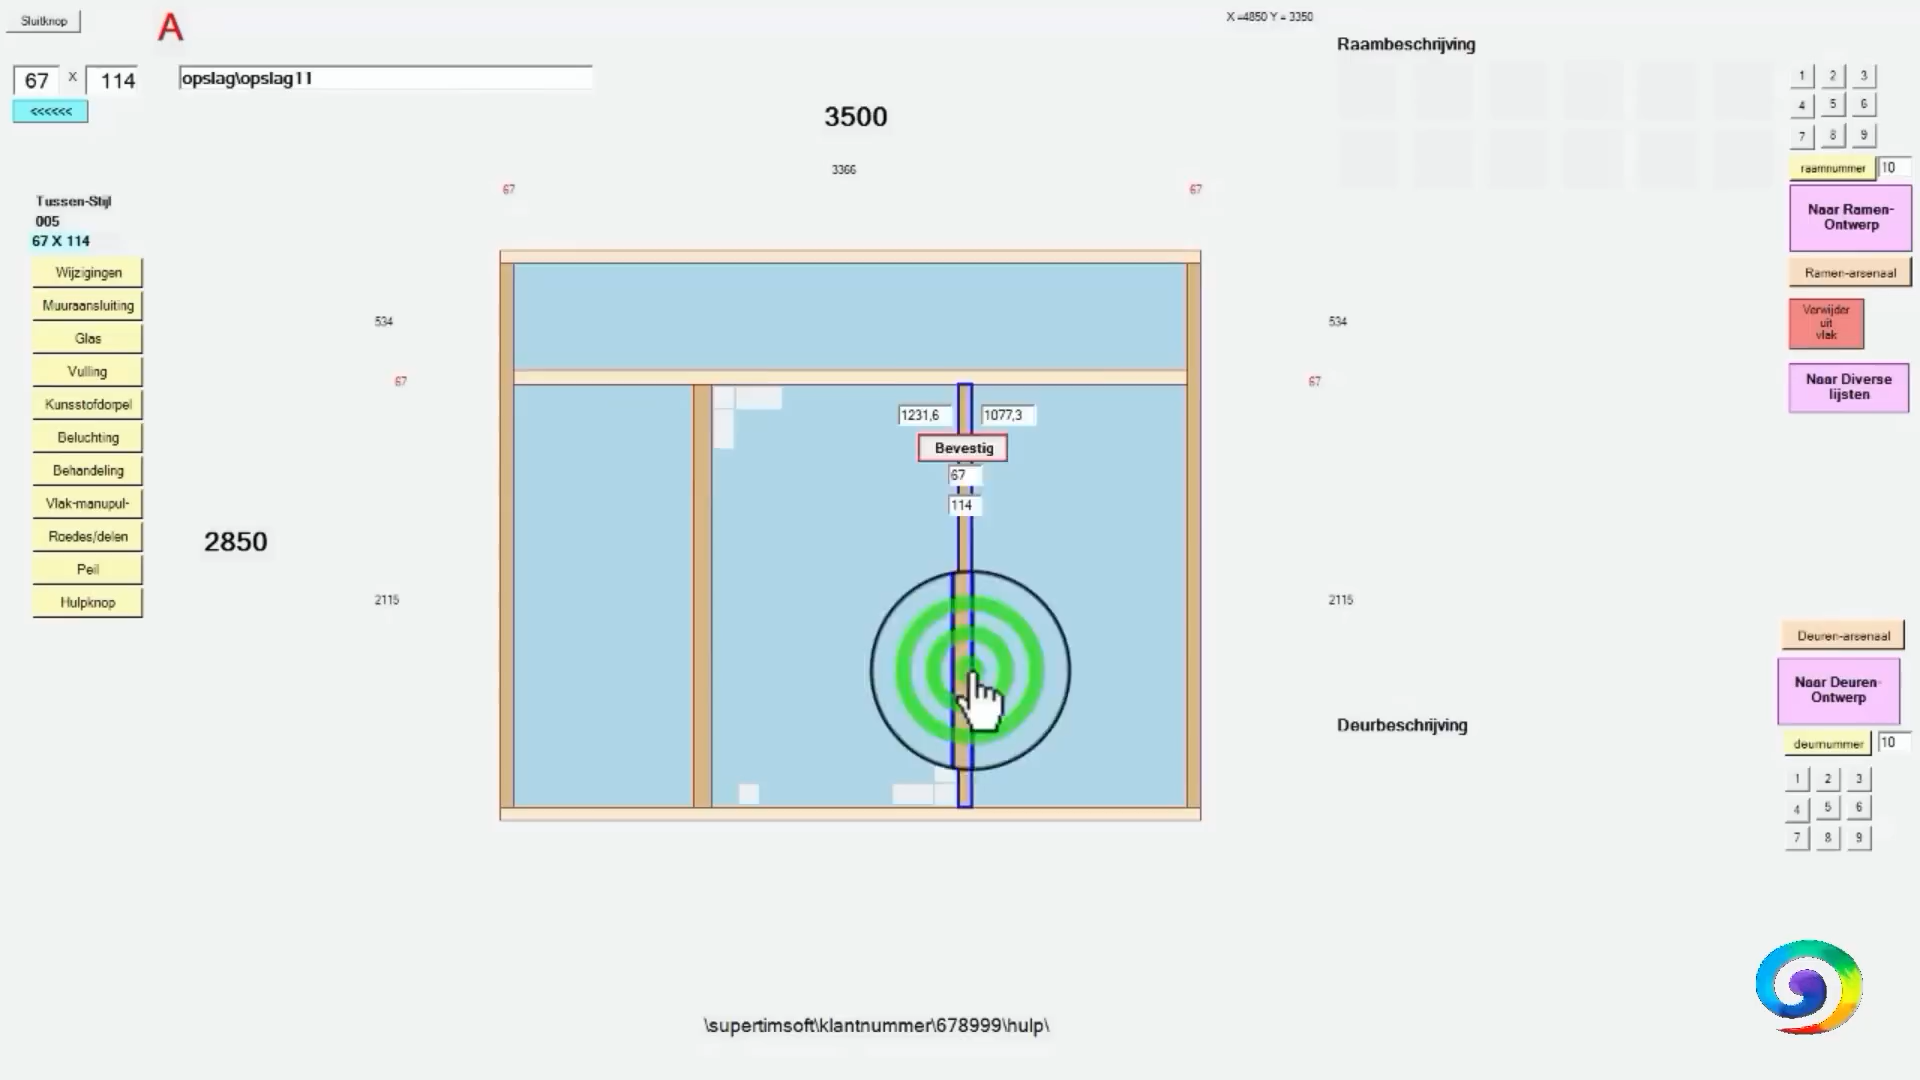 Sluitknop
A
X =4850 Y = 3350
Raambeschrijving
67 X 114
opslag\opslag11
<<<<<<
3500
3366
67
67
1 2 3
4 5 6
7 8 9
raamnummer 10
Naar Ramen-
Ontwerp
Ramen-arsenaal
Verwijder
uit
vlak
Naar Diverse
lijsten
Tussen-Stijl
005
67 X 114
Wijzigingen
Muuraansluiting
Glas
Vulling
Kunsstofdorpel
Beluchting
Behandeling
Vlak-manupul-
Roedes/delen
Peil
Hulpknop
534
534
67
67
1231,6
1077,3
Bevestig
67
114
2850
2115
2115
Deuren-arsenaal
Naar Deuren-
Ontwerp
Deurbeschrijving
deurnummer 10
1 2 3
4 5 6
7 8 9
\supertimsoft\klantnummer\678999\hulp\